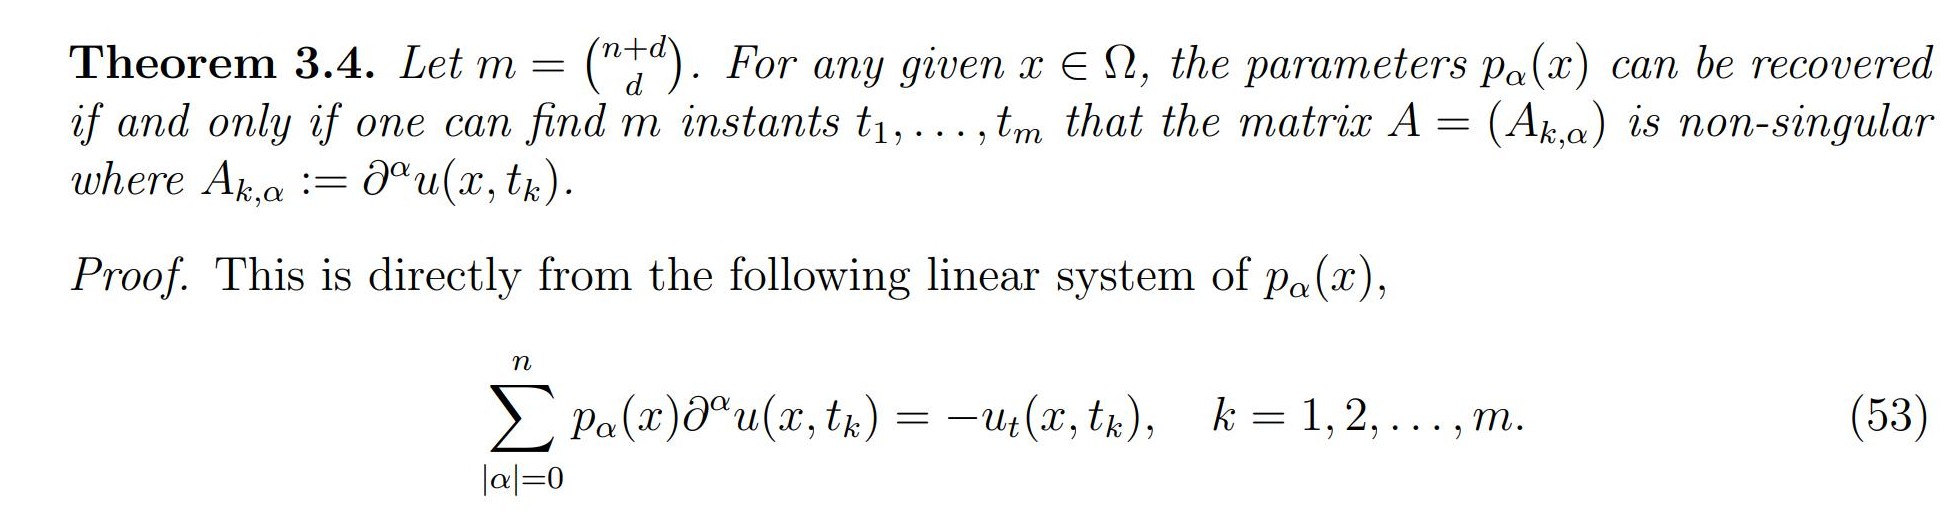 Theorem 3.4. Let m = \binom{n+d}{d}. For any given x ∈ Ω, the parameters p_α(x) can be recovered
if and only if one can find m instants t_1, . . . , t_m that the matrix A = (A_{k,α}) is non-singular
where A_{k,α} := ∂^α u(x, t_k).
Proof. This is directly from the following linear system of p_α(x),
\sum_{|α|=0}^{n} p_α(x)∂^α u(x, t_k) = −u_t(x, t_k), k = 1, 2, . . . , m. (53)